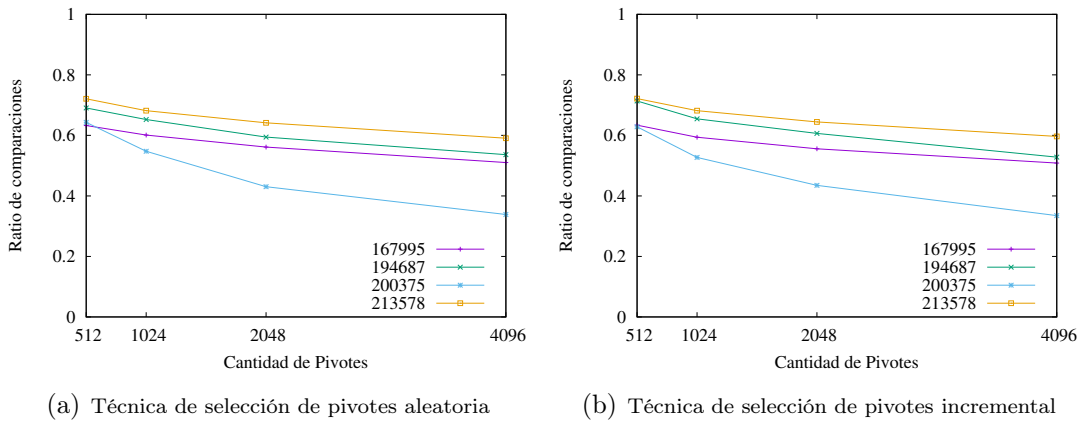 1
0.8
0.6
0.4
0.2
0
Ratio de comparaciones
167995
194687
200375
213578
512 1024 2048 4096
Cantidad de Pivotes
(a) Técnica de selección de pivotes aleatoria
1
0.8
0.6
0.4
0.2
0
Ratio de comparaciones
167995
194687
200375
213578
512 1024 2048 4096
Cantidad de Pivotes
(b) Técnica de selección de pivotes incremental